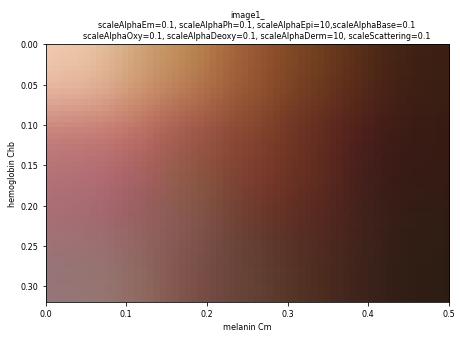 image1_
scaleAlphaEm=0.1, scaleAlphaPh=0.1, scaleAlphaEpi=10,scaleAlphaBase=0.1
scaleAlphaOxy=0.1, scaleAlphaDeoxy=0.1, scaleAlphaDerm=10, scaleScattering=0.1
0.00
0.05
0.10
0.15
0.20
0.25
0.30
hemoglobin Chb
0.0 0.1 0.2 0.3 0.4 0.5
melanin Cm